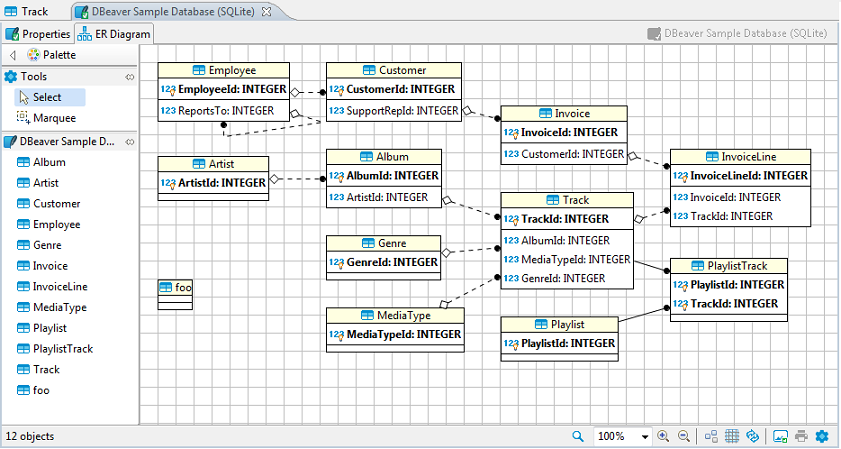 Track
DBeaver Sample Database (SQLite)
Properties
ER Diagram
DBeaver Sample Database (SQLite)
Palette
Tools
Select
Marquee
DBeaver Sample D...
Album
Artist
Customer
Employee
Genre
Invoice
InvoiceLine
MediaType
Playlist
PlaylistTrack
Track
foo
Employee
123 EmployeeId: INTEGER
123 ReportsTo: INTEGER
Customer
123 CustomerId: INTEGER
123 SupportRepId: INTEGER
Invoice
123 InvoiceId: INTEGER
123 CustomerId: INTEGER
Artist
123 ArtistId: INTEGER
Album
123 AlbumId: INTEGER
123 ArtistId: INTEGER
InvoiceLine
123 InvoiceLineId: INTEGER
123 InvoiceId: INTEGER
123 TrackId: INTEGER
Track
123 TrackId: INTEGER
123 AlbumId: INTEGER
123 MediaTypeId: INTEGER
123 GenreId: INTEGER
Genre
123 GenreId: INTEGER
PlaylistTrack
123 PlaylistId: INTEGER
123 TrackId: INTEGER
foo
MediaType
123 MediaTypeId: INTEGER
Playlist
123 PlaylistId: INTEGER
12 objects
100%